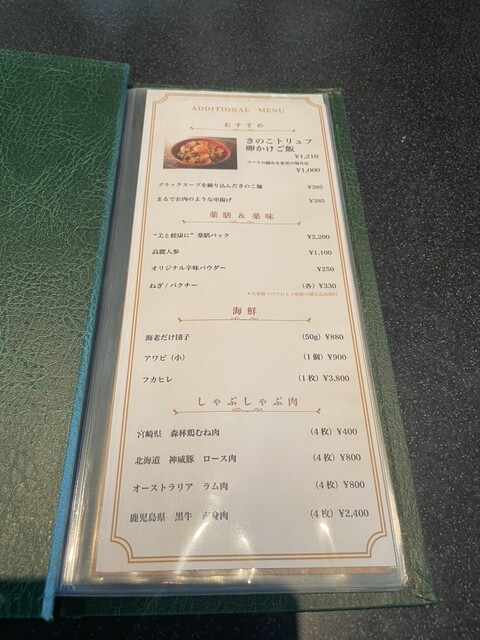 ADDITIONAL MENU
おすすめ
きのこトリュフ
卵かけご飯
¥1,210
¥1,000
ブラックスープを練り込んだきのこ麺 ¥385
まるでお肉のような串揚げ ¥385
薬膳&薬味
“美と健康に” 薬膳パック ¥2,200
高麗人参 ¥1,100
オリジナル辛味パウダー ¥250
ねぎ/パクチー (各) ¥330
海鮮
海老だけ団子 (50g) ¥880
アワビ (小) (1個) ¥900
フカヒレ (1枚) ¥3,800
しゃぶしゃぶ肉
宮崎県 森林鶏むね肉 (4枚) ¥400
北海道 神威豚 ロース肉 (4枚) ¥800
オーストラリア ラム肉 (4枚) ¥800
鹿児島県 黒牛 赤身肉 (4枚) ¥2,400